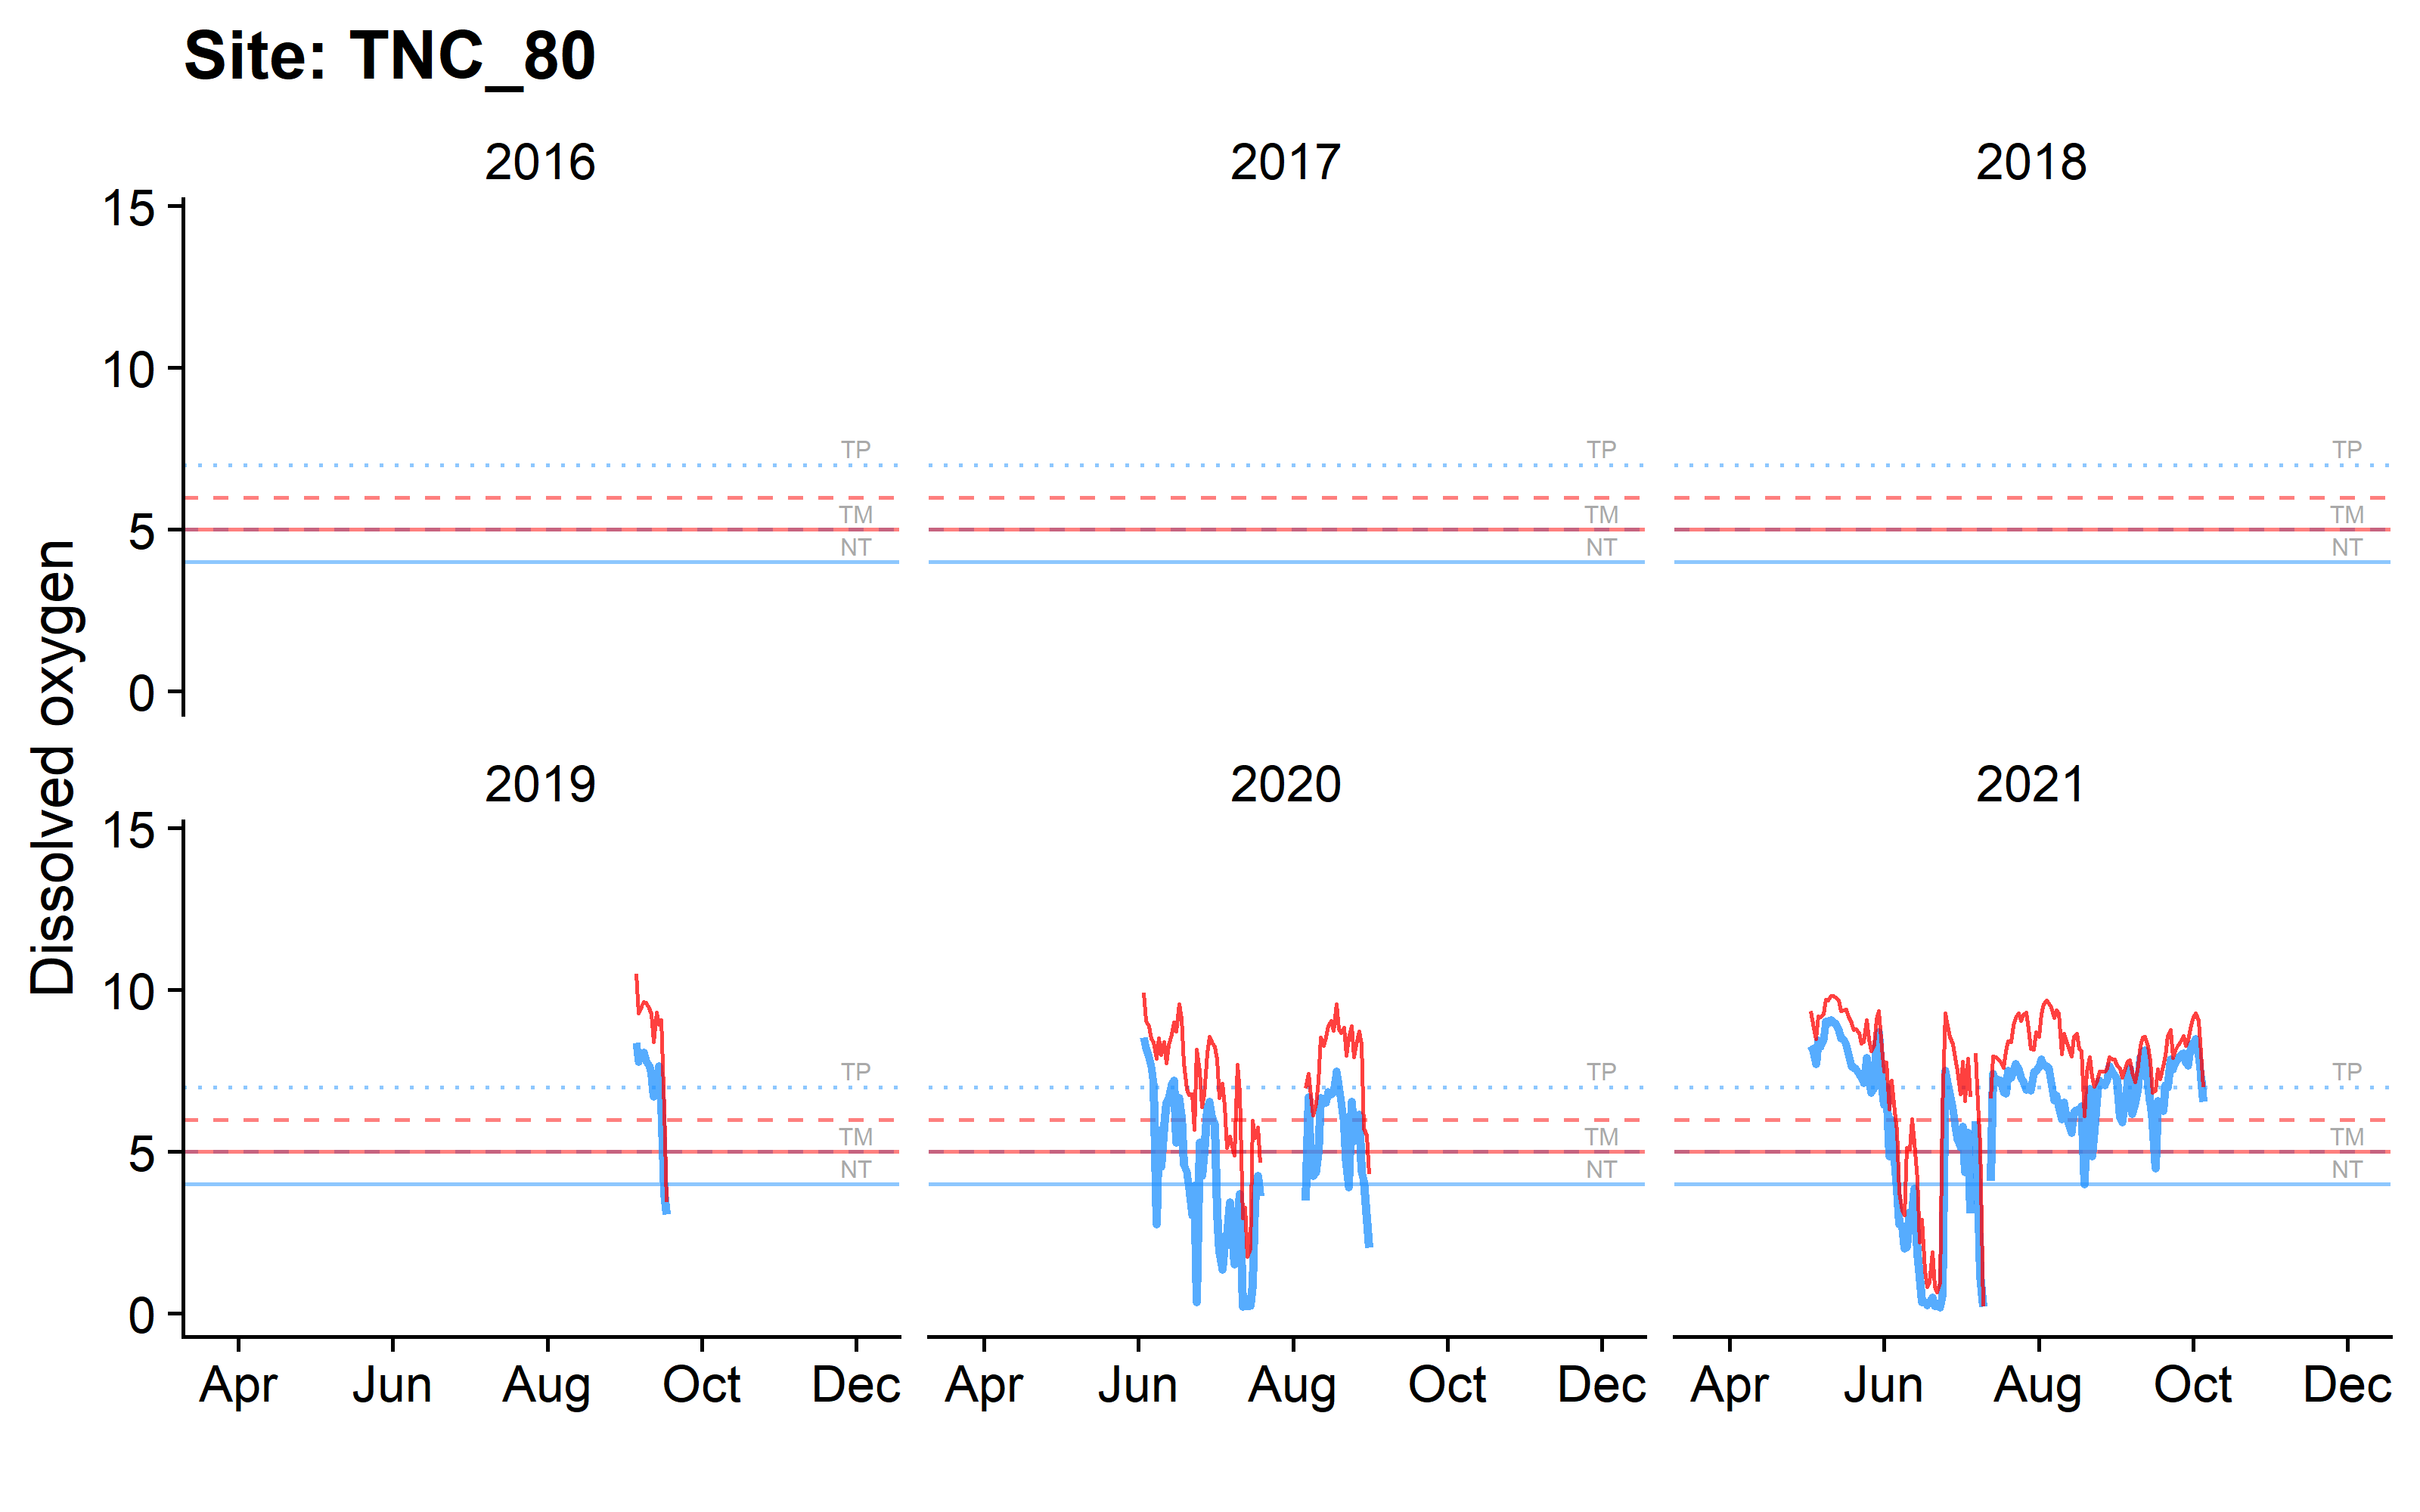 Site: TNC_80
2016 2017 2018
15
10
5
0
TP TP TP
TM TM TM
NT NT NT
Dissolved oxygen
2019 2020 2021
15
10
5
0
TP TP TP
TM TM TM
NT NT NT
Apr Jun Aug Oct Dec Apr Jun Aug Oct Dec Apr Jun Aug Oct Dec